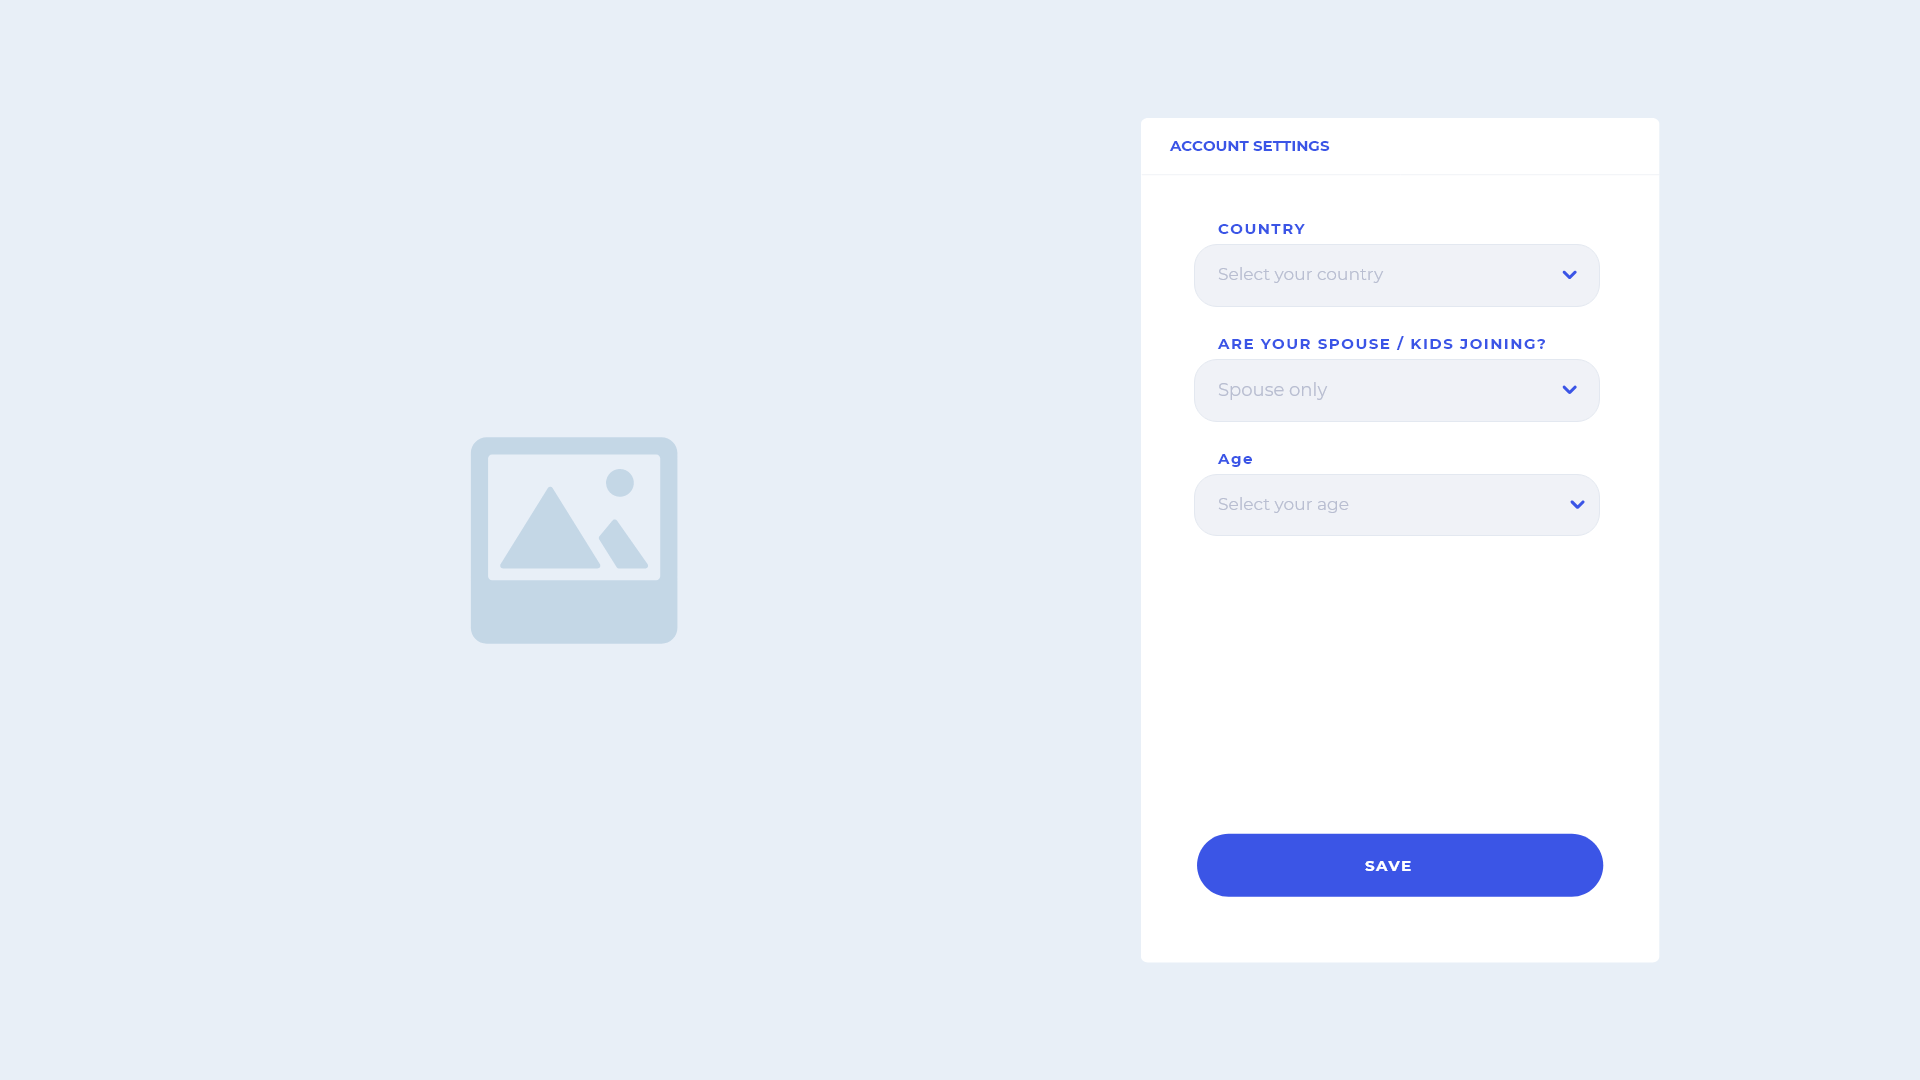 ACCOUNT SETTINGS
COUNTRY
Select your country
ARE YOUR SPOUSE / KIDS JOINING?
Spouse only
Age
Select your age
SAVE